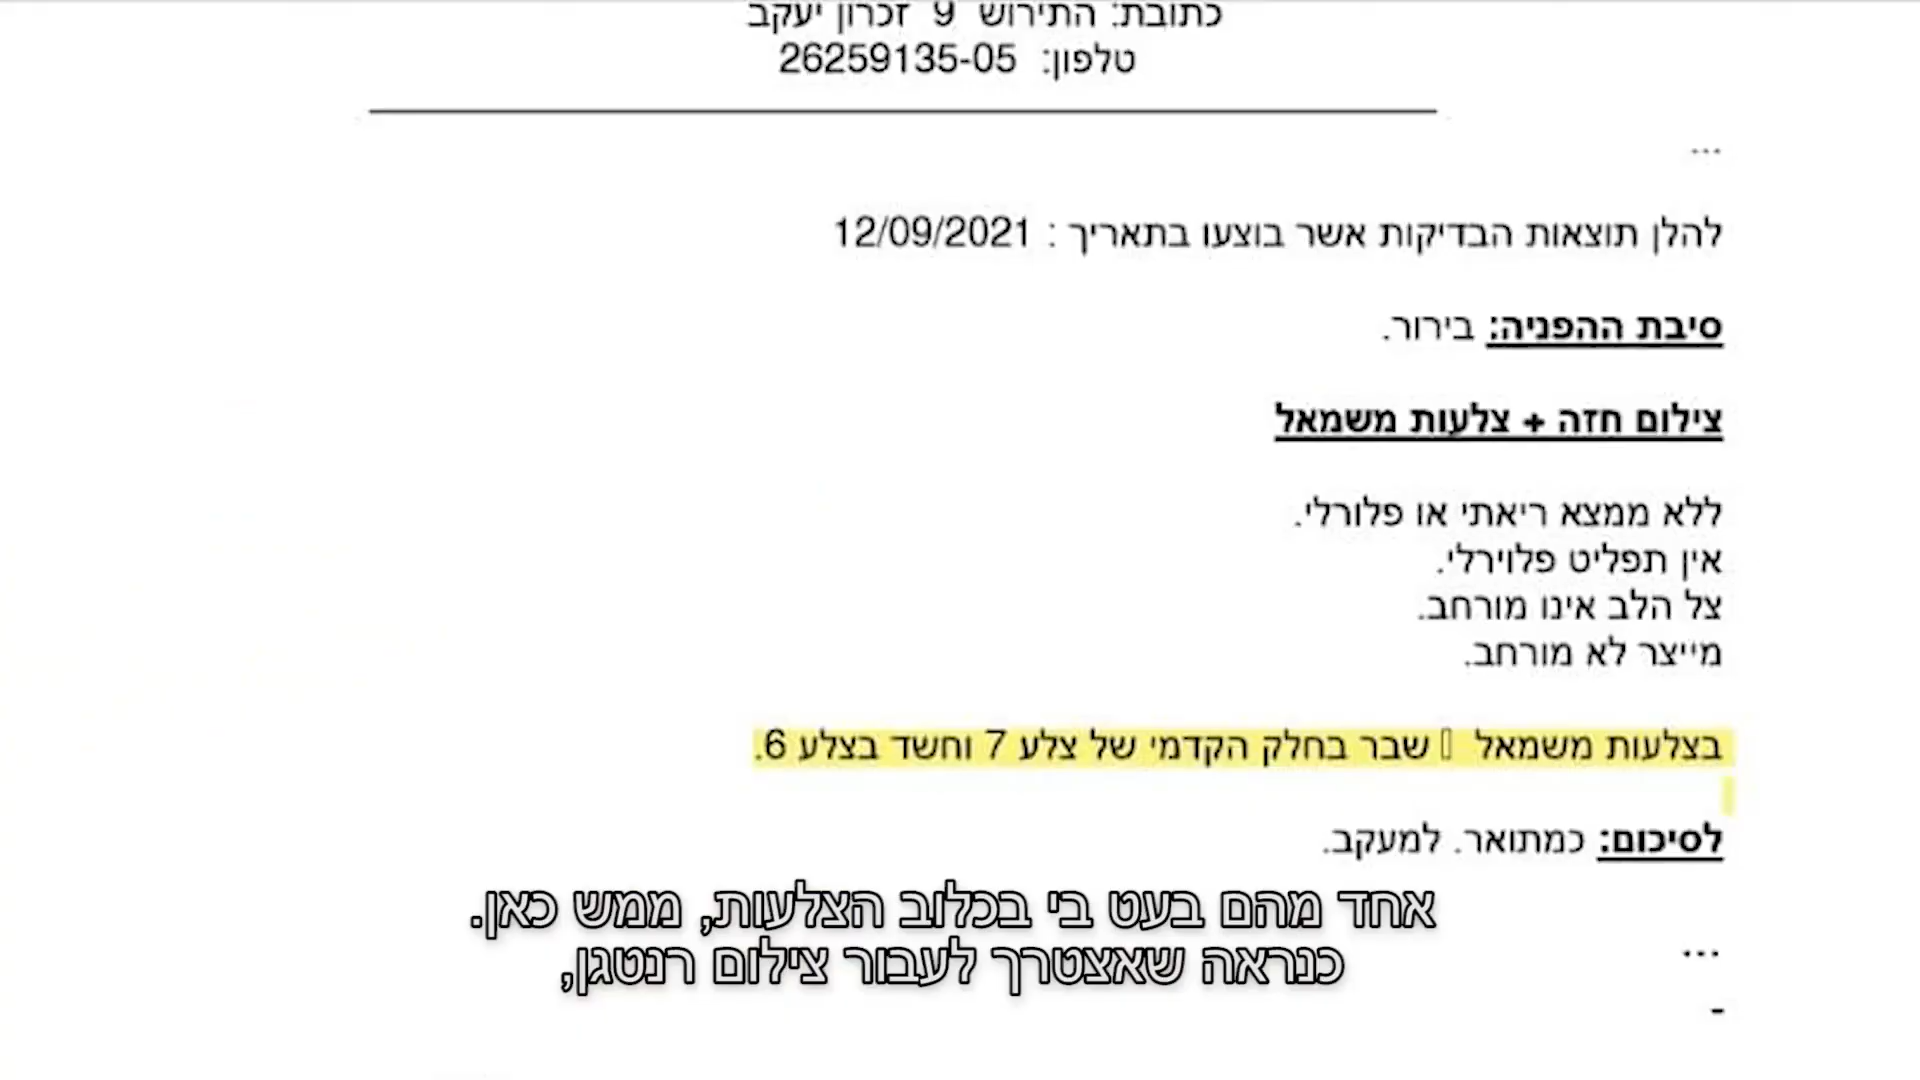 כתובת: התירוש 9 זכרון יעקב
טלפון: 26259135-05
...
להלן תוצאות הבדיקות אשר בוצעו בתאריך : 12/09/2021
סיבת ההפניה: בירור.
צילום חזה + צלעות משמאל
ללא ממצא ריאתי או פלורלי.
אין תפליט פלוירלי.
צל הלב אינו מורחב.
מייצר לא מורחב.
בצלעות משמאל ▯ שבר בחלק הקדמי של צלע 7 וחשד בצלע 6.
לסיכום: כמתואר. למעקב.
אחד מהם בעט בי בכלוב הצלעות, ממש כאן.
כנראה שאצטרך לעבור צילום רנטגן,
...
-